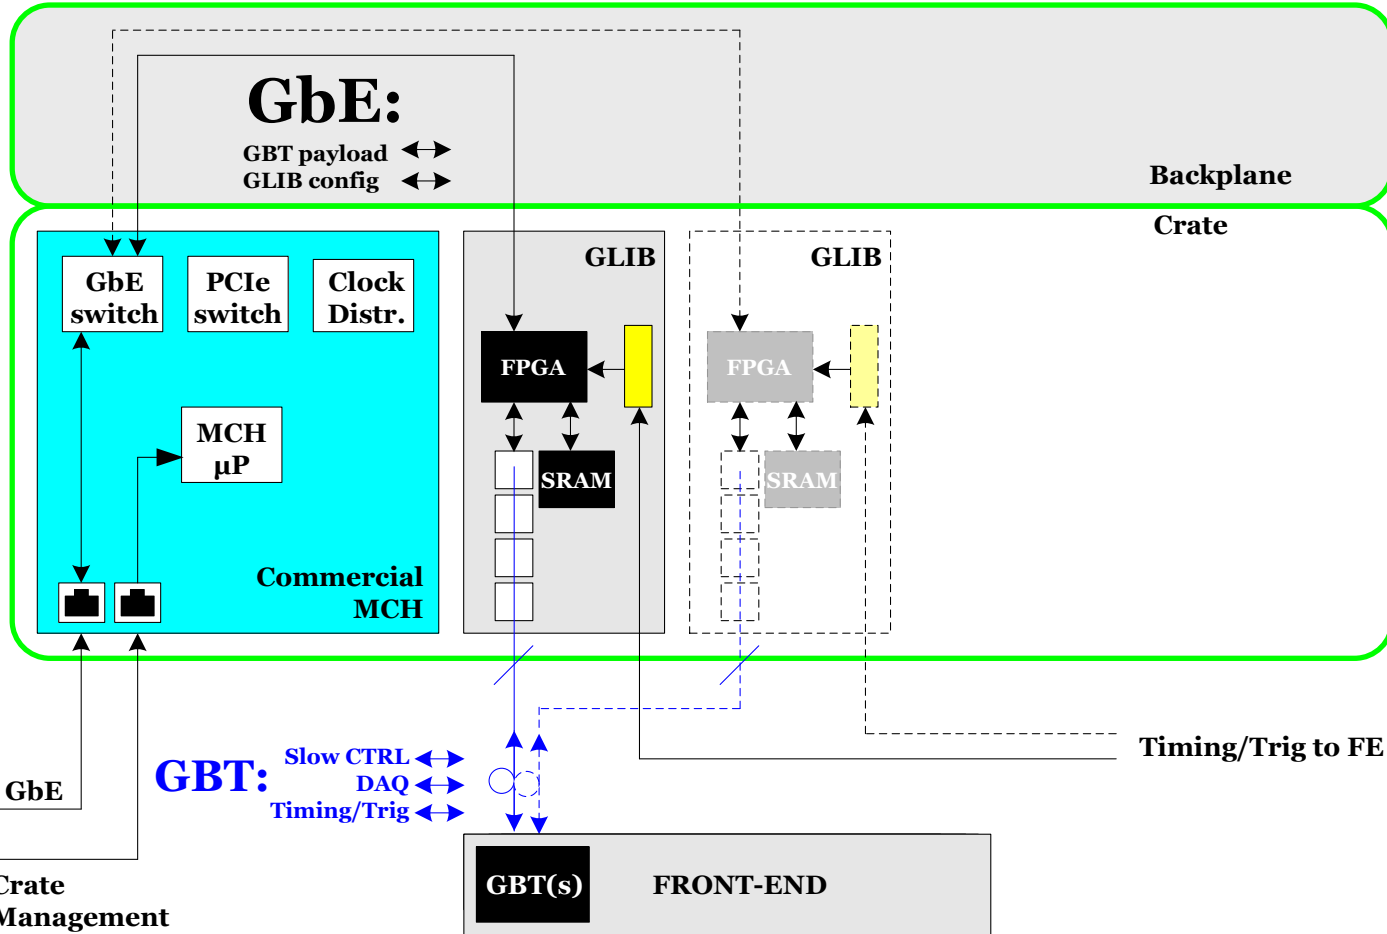 GbE:
GBT payload
GLIB config
Backplane
Crate
GbE
switch
PCIe
switch
Clock
Distr.
MCH
µP
Commercial
MCH
GLIB
FPGA
SRAM
GLIB
FPGA
SRAM
GBT:
Slow CTRL
DAQ
Timing/Trig
Timing/Trig to FE
GbE
Crate
Management
GBT(s)
FRONT-END